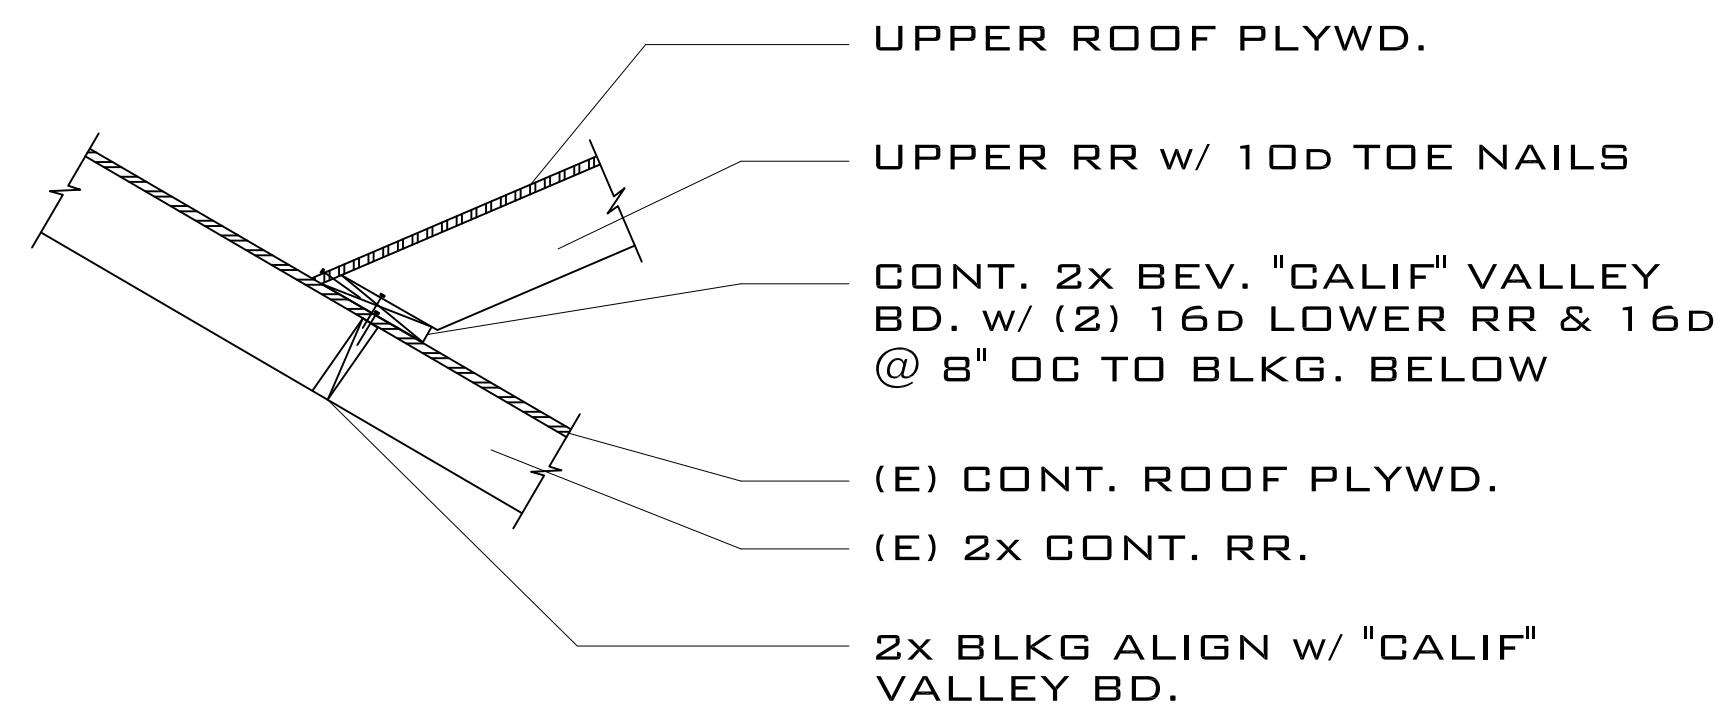 UPPER ROOF PLYWD.
UPPER RR w/ 10D TOE NAILS
CONT. 2x BEV. "CALIF" VALLEY
BD. w/ (2) 16D LOWER RR & 16D
@ 8" OC TO BLKG. BELOW
(E) CONT. ROOF PLYWD.
(E) 2x CONT. RR.
2x BLKG ALIGN w/ "CALIF"
VALLEY BD.